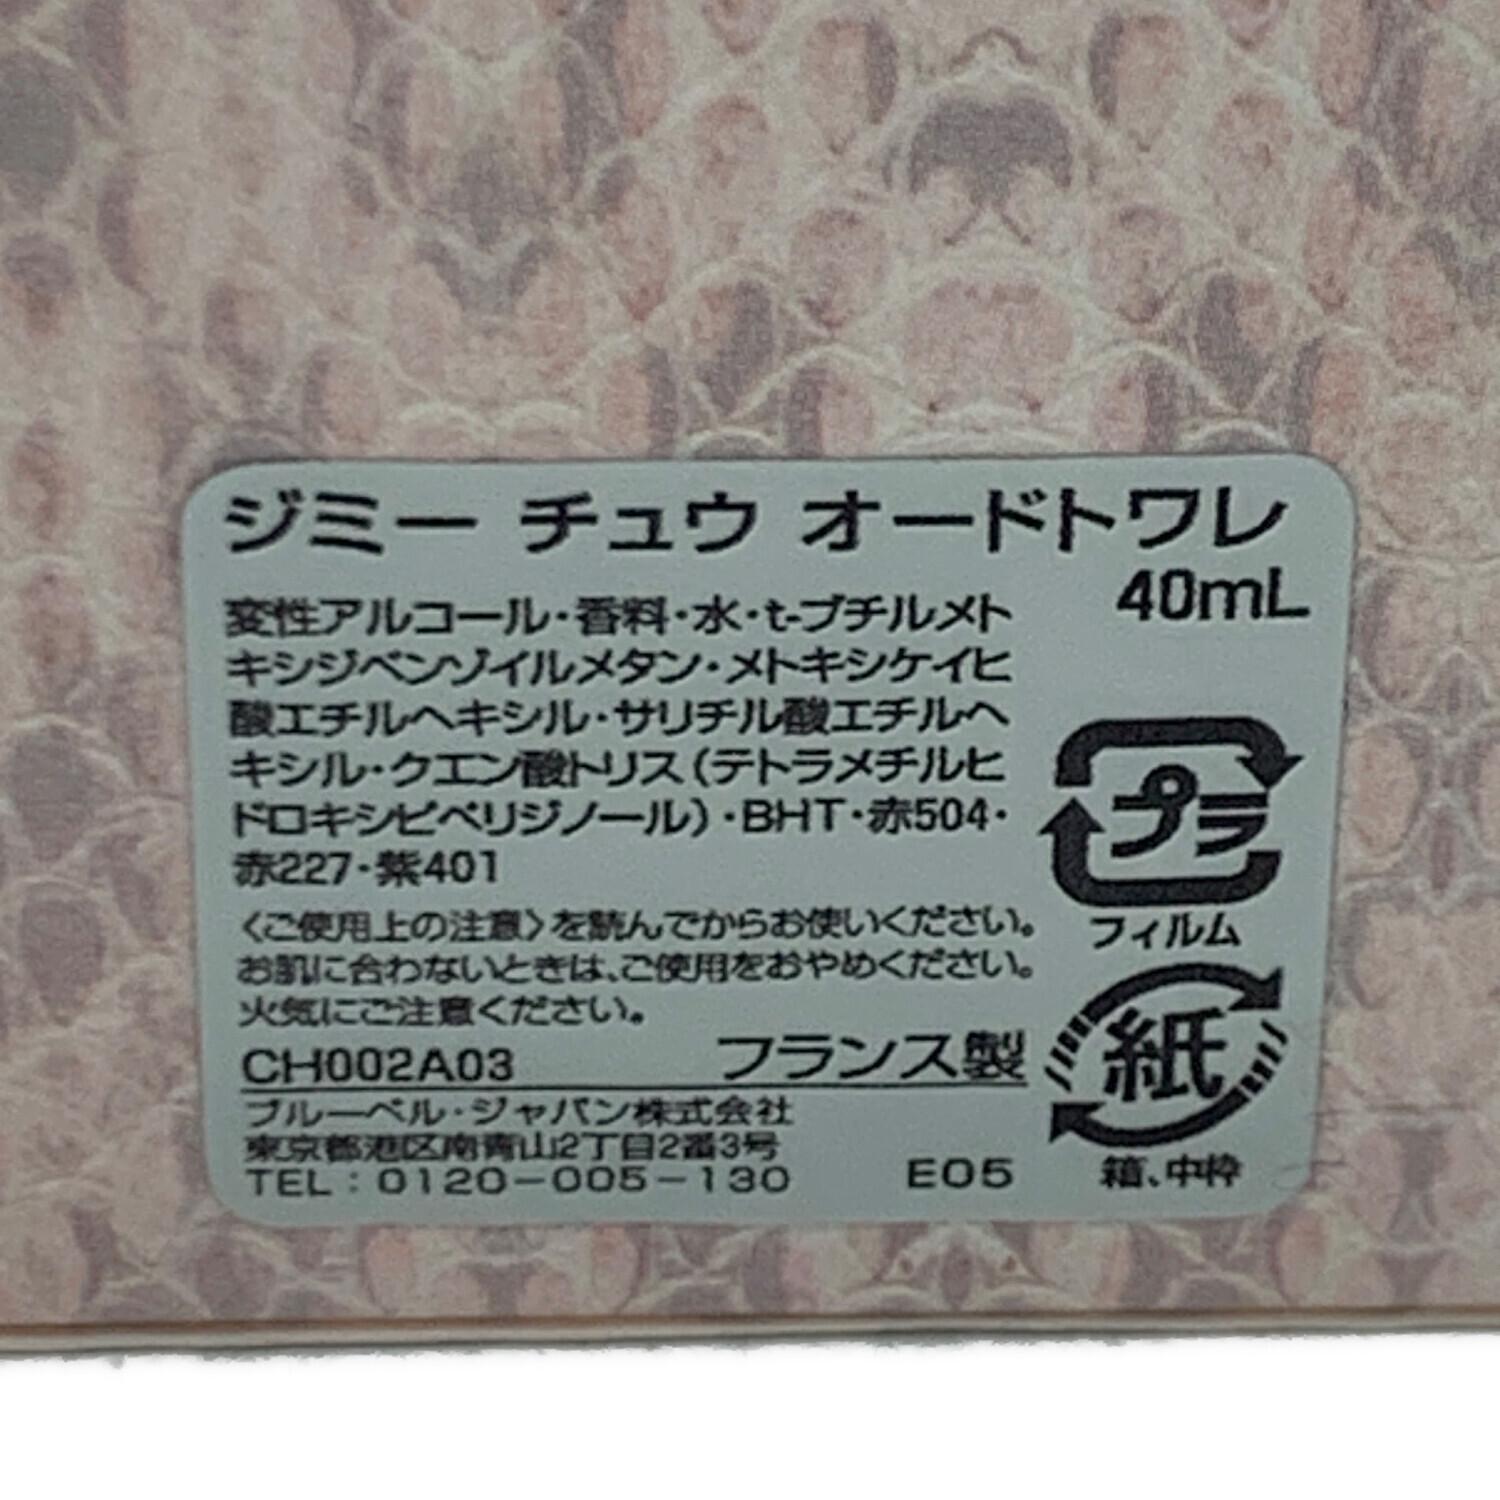 ジミー チュウ オードトワレ
40mL
変性アルコール・香料・水・t-ブチルメト
キシジベンゾイルメタン・メトキシケイヒ
酸エチルヘキシル・サリチル酸エチルヘ
キシル・クエン酸トリス(テトラメチルヒ
ドロキシピペリジノール)・BHT・赤504・
赤227・紫401
〈ご使用上の注意〉を読んでからお使いください。
お肌に合わないときは、ご使用をおやめください。
火気にご注意ください。
CH002A03 フランス製
ブルーベル・ジャパン株式会社
東京都港区南青山2丁目2番3号
TEL：0120－005－130 E05
プラ
フィルム
紙
箱、中枠